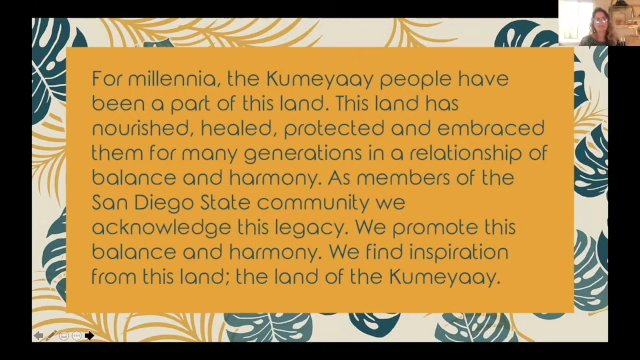 For millennia, the Kumeyaay people have
been a part of this land. This land has
nourished, healed, protected and embraced
them for many generations in a relationship of
balance and harmony. As members of the
San Diego State community we
acknowledge this legacy. We promote this
balance and harmony. We find inspiration
from this land; the land of the Kumeyaay.